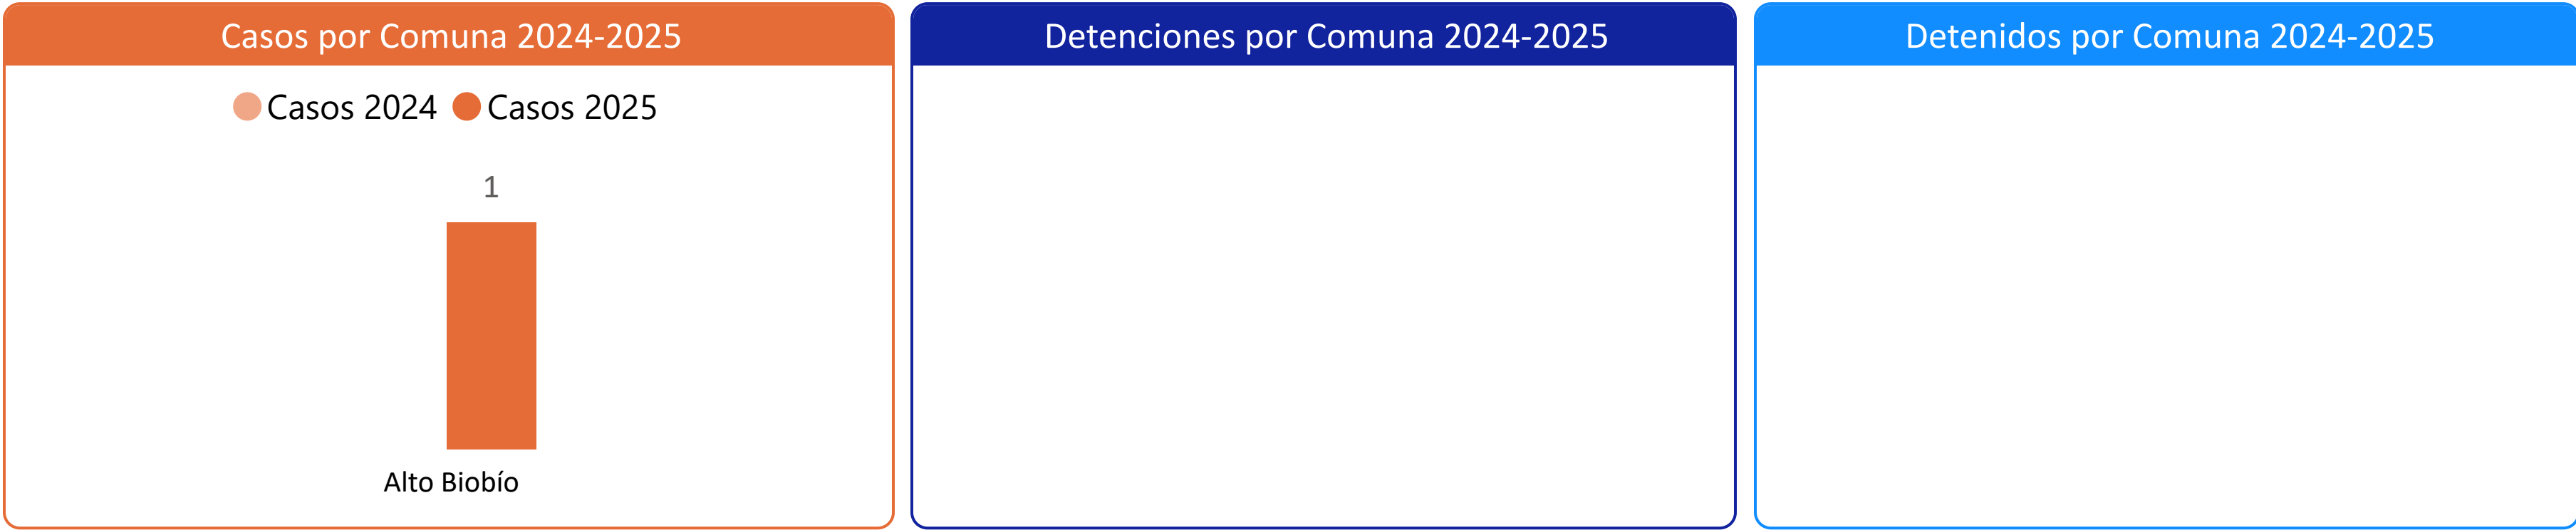 Casos por Comuna 2024-2025
Casos 2024 Casos 2025
1
Alto Biobío
Detenciones por Comuna 2024-2025
Detenidos por Comuna 2024-2025